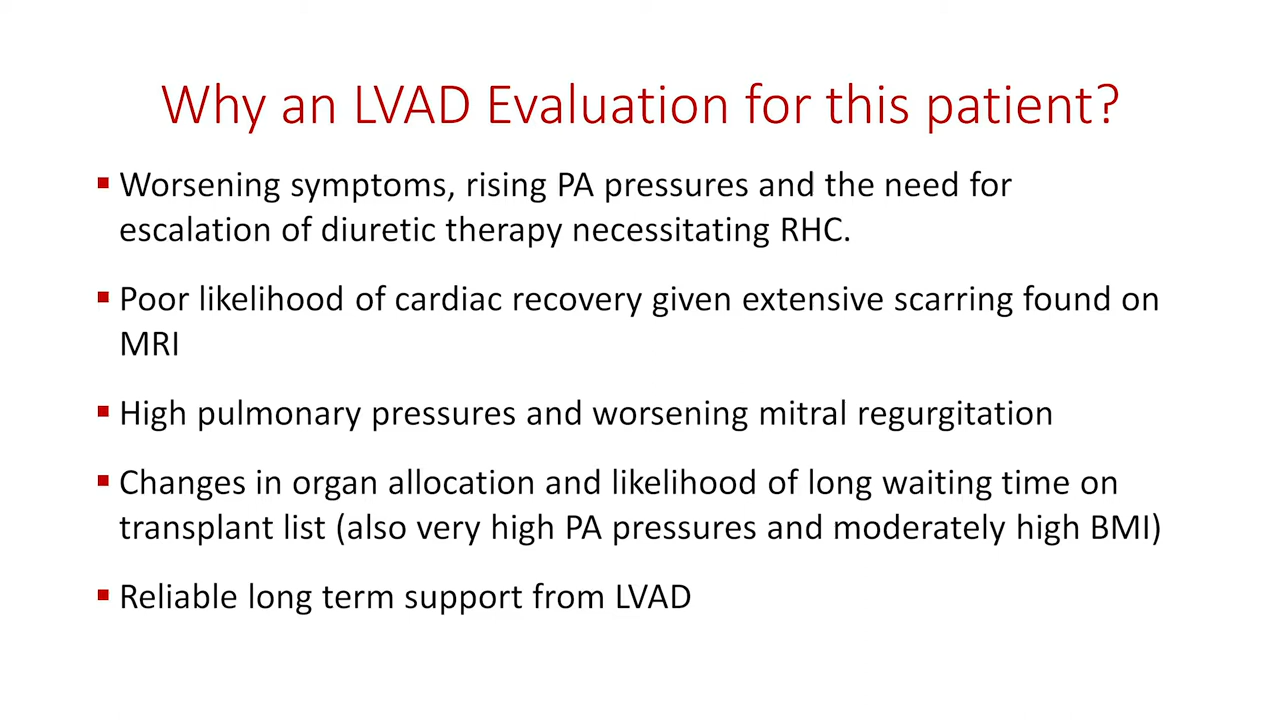 Why an LVAD Evaluation for this patient?
▪ Worsening symptoms, rising PA pressures and the need for
escalation of diuretic therapy necessitating RHC.
▪ Poor likelihood of cardiac recovery given extensive scarring found on
MRI
▪ High pulmonary pressures and worsening mitral regurgitation
▪ Changes in organ allocation and likelihood of long waiting time on
transplant list (also very high PA pressures and moderately high BMI)
▪ Reliable long term support from LVAD